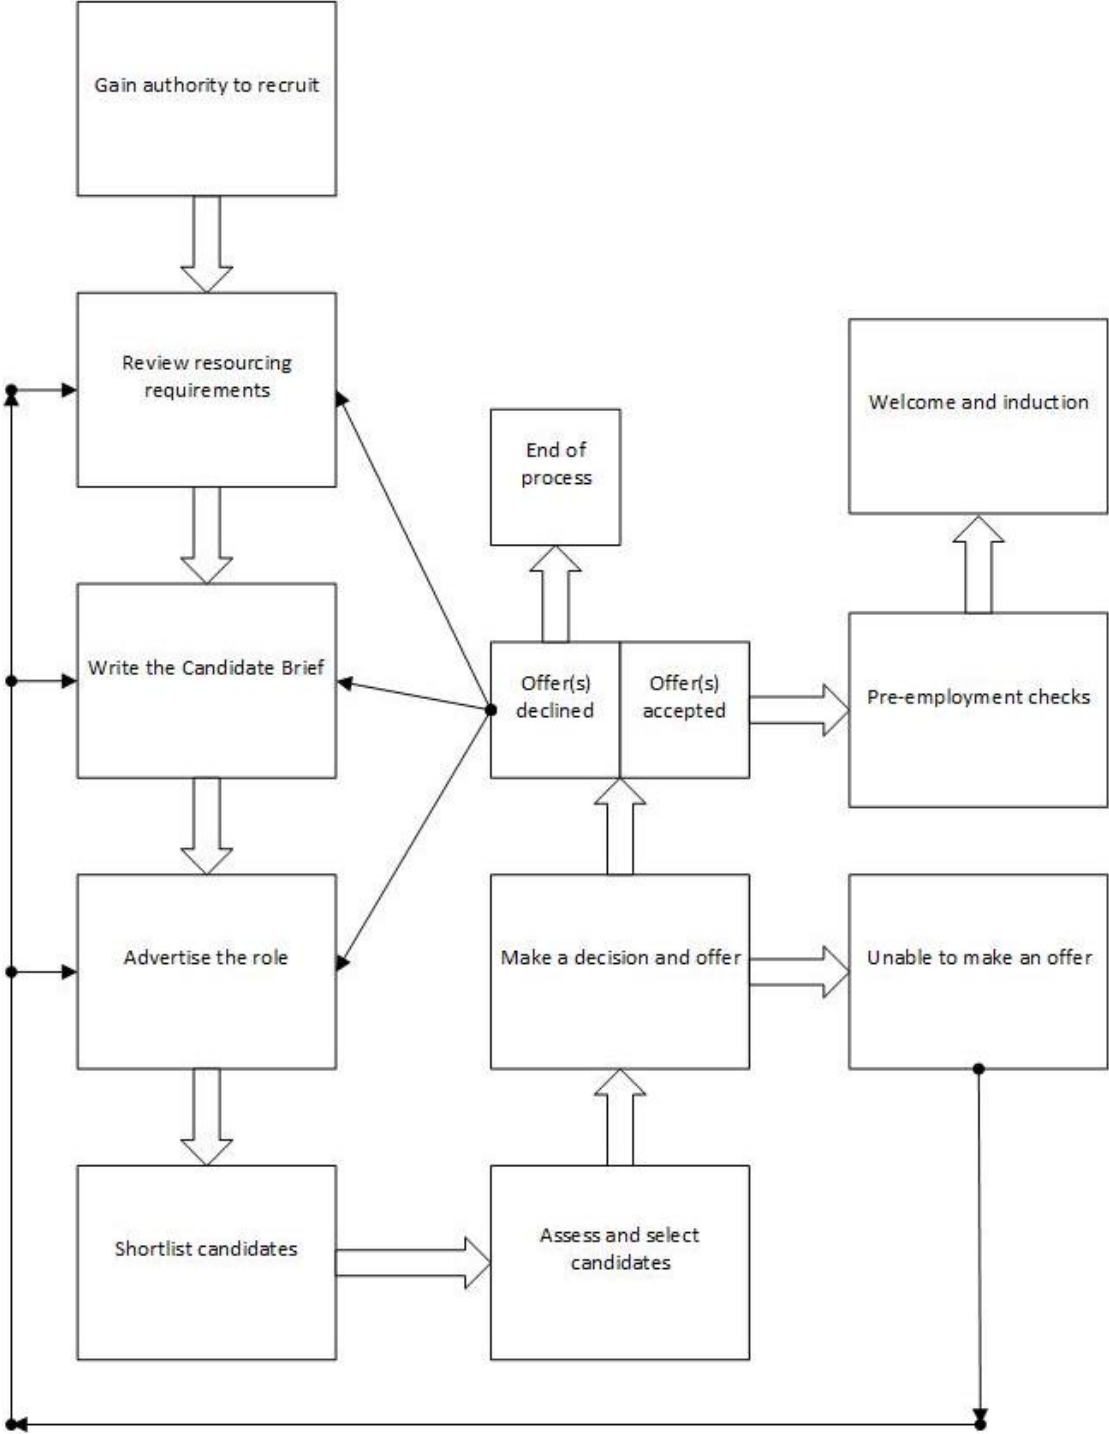 Gain authority to recruit
Review resourcing
requirements
Welcome and induction
End of
process
Write the Candidate Brief
Offer(s)
declined
Offer(s)
accepted
Pre-employment checks
Advertise the role
Make a decision and offer
Unable to make an offer
Shortlist candidates
Assess and select
candidates